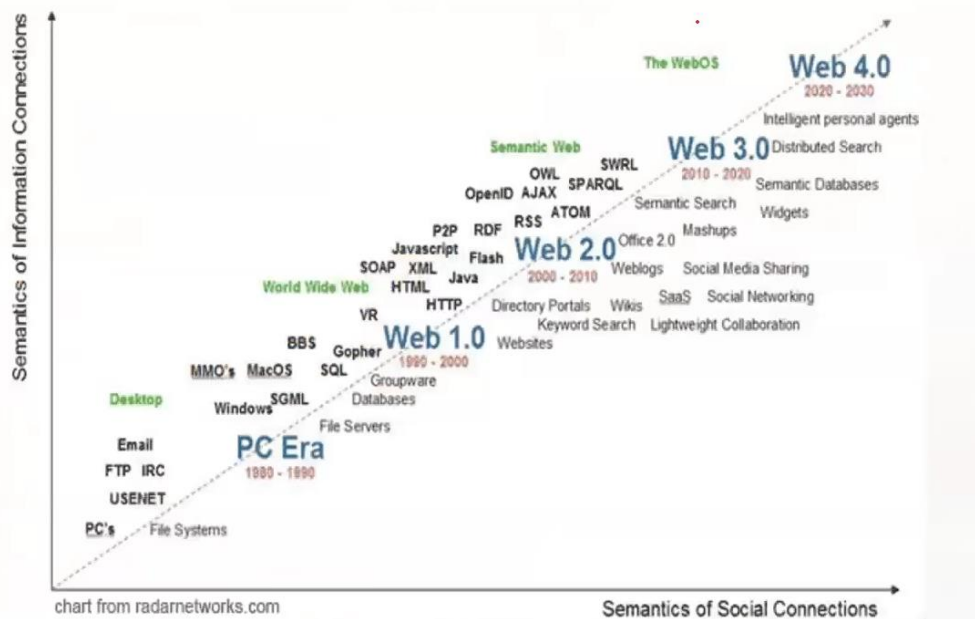 Semantics of Information Connections
The WebOS
Web 4.0
2020 - 2030
Intelligent personal agents
Semantic Web
Web 3.0
Distributed Search
2010 - 2020
SWRL
OWL
SPARQL
Semantic Databases
OpenID
AJAX
Semantic Search
Widgets
ATOM
RSS
Mashups
P2P
RDF
Office 2.0
Javascript
Flash
Web 2.0
2000 - 2010
SOAP
XML
Weblogs
Social Media Sharing
Java
World Wide Web
HTML
SaaS
Social Networking
HTTP
Directory Portals
Wikis
VR
Keyword Search
Lightweight Collaboration
Web 1.0
1990 - 2000
Websites
BBS
Gopher
MMO's
MacOS
SQL
Groupware
Desktop
SGML
Databases
Windows
File Servers
Email
PC Era
1980 - 1990
FTP
IRC
USENET
PC's
File Systems
chart from radarnetworks.com
Semantics of Social Connections